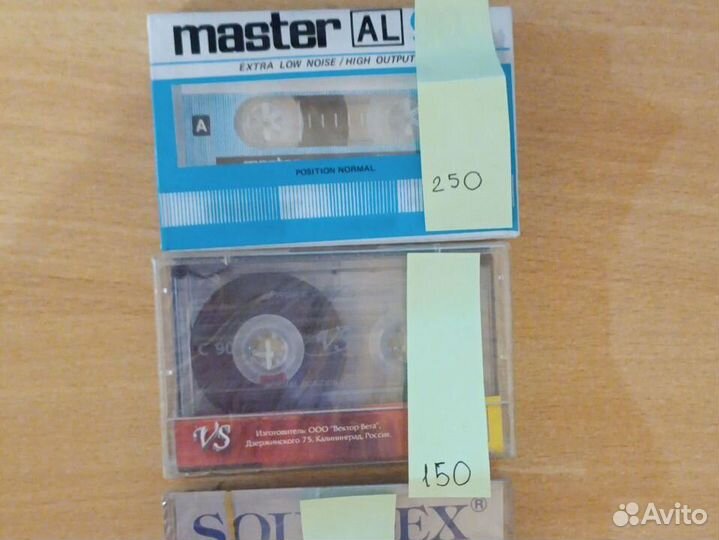 master AL
EXTRA LOW NOISE / HIGH OUTPUT
A
POSITION NORMAL
250
C 90
VS
VS
Изготовитель: ООО "Вектор Вега",
Дзержинского 75, Калининград, Россия.
150
®
Avito